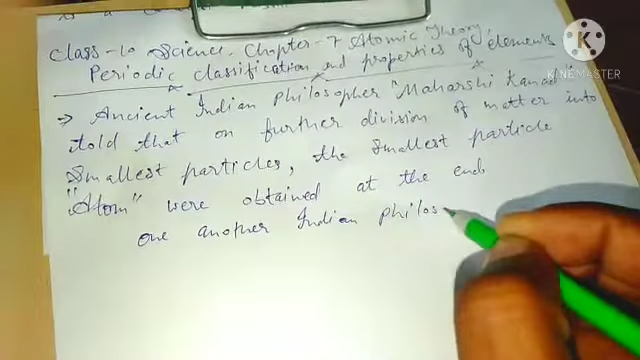 Class-10 Science. Chapter-7 Atomic Theory,
Periodic classification and properties of elements
→ Ancient Indian philosopher "Maharshi Kanad"
told that on further division of matter into
smallest particles, the smallest particle
"Atom" were obtained at the end
one another Indian philos
KINEMASTER